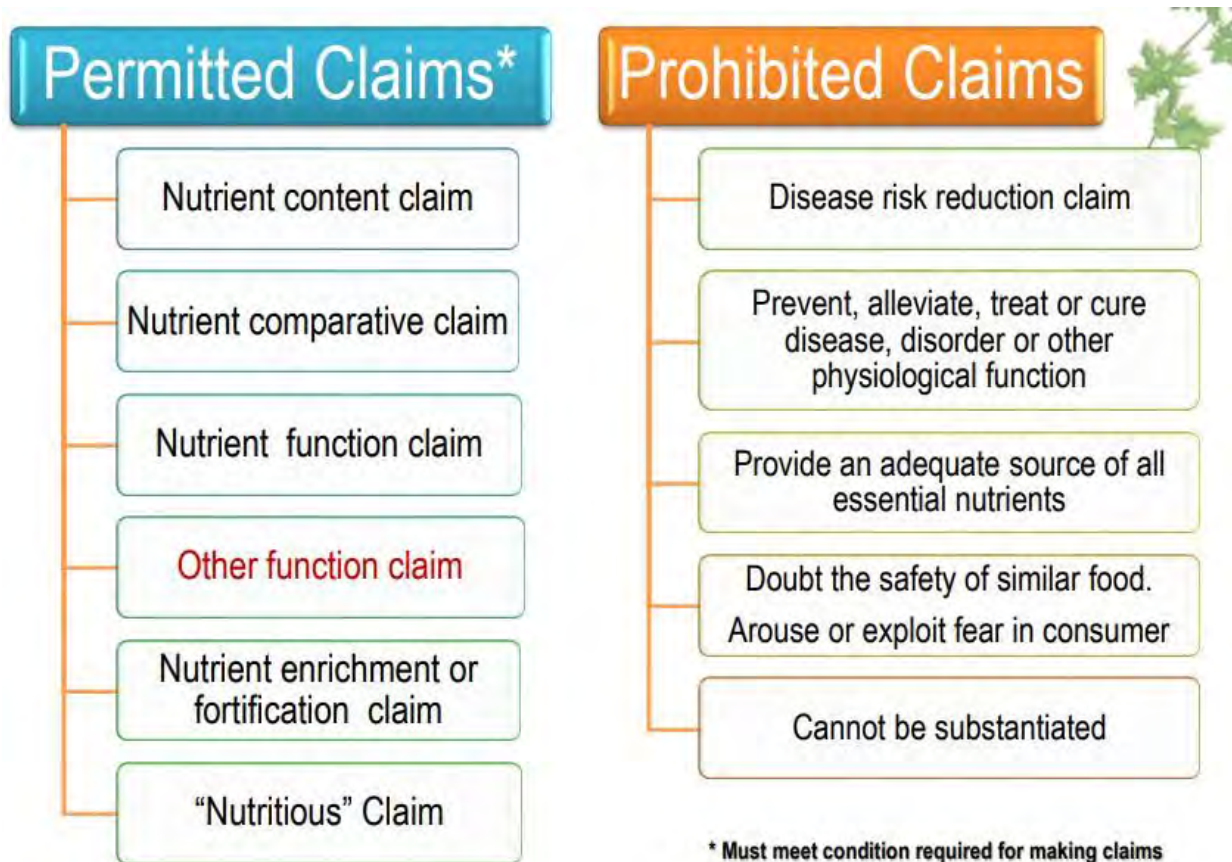 Permitted Claims*
Nutrient content claim
Nutrient comparative claim
Nutrient function claim
Other function claim
Nutrient enrichment or
fortification claim
“Nutritious” Claim
Prohibited Claims
Disease risk reduction claim
Prevent, alleviate, treat or cure
disease, disorder or other
physiological function
Provide an adequate source of all
essential nutrients
Doubt the safety of similar food.
Arouse or exploit fear in consumer
Cannot be substantiated
* Must meet condition required for making claims